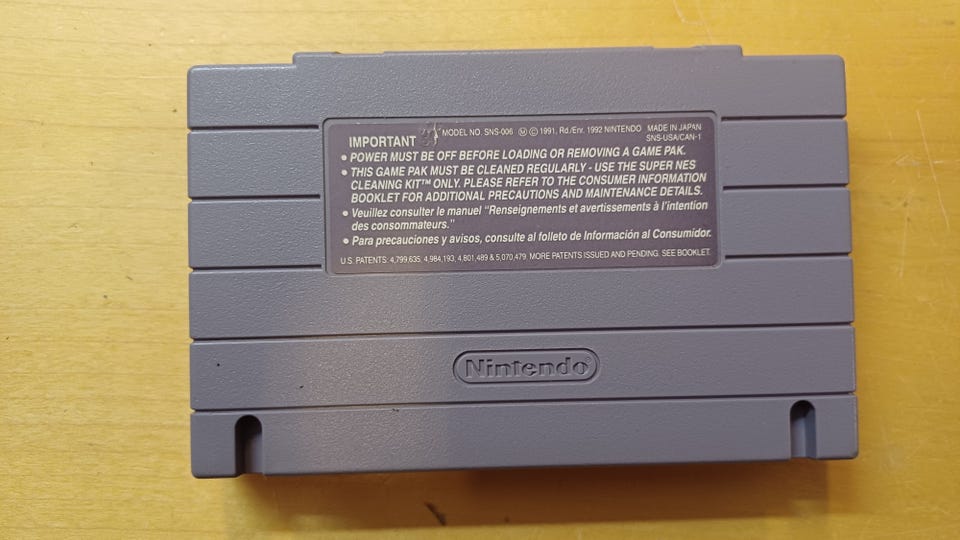 IMPORTANT MODEL NO. SNS-006 Ⓜ © 1991, Rd./Enr. 1992 NINTENDO MADE IN JAPAN
SNS-USA/CAN-1
• POWER MUST BE OFF BEFORE LOADING OR REMOVING A GAME PAK.
• THIS GAME PAK MUST BE CLEANED REGULARLY - USE THE SUPER NES
CLEANING KIT™ ONLY. PLEASE REFER TO THE CONSUMER INFORMATION
BOOKLET FOR ADDITIONAL PRECAUTIONS AND MAINTENANCE DETAILS.
• Veuillez consulter le manuel "Renseignements et avertissements à l'intention
des consommateurs."
• Para precauciones y avisos, consulte al folleto de Información al Consumidor.
U.S. PATENTS: 4,799,635; 4,984,193; 4,801,489 & 5,070,479. MORE PATENTS ISSUED AND PENDING. SEE BOOKLET.
Nintendo®